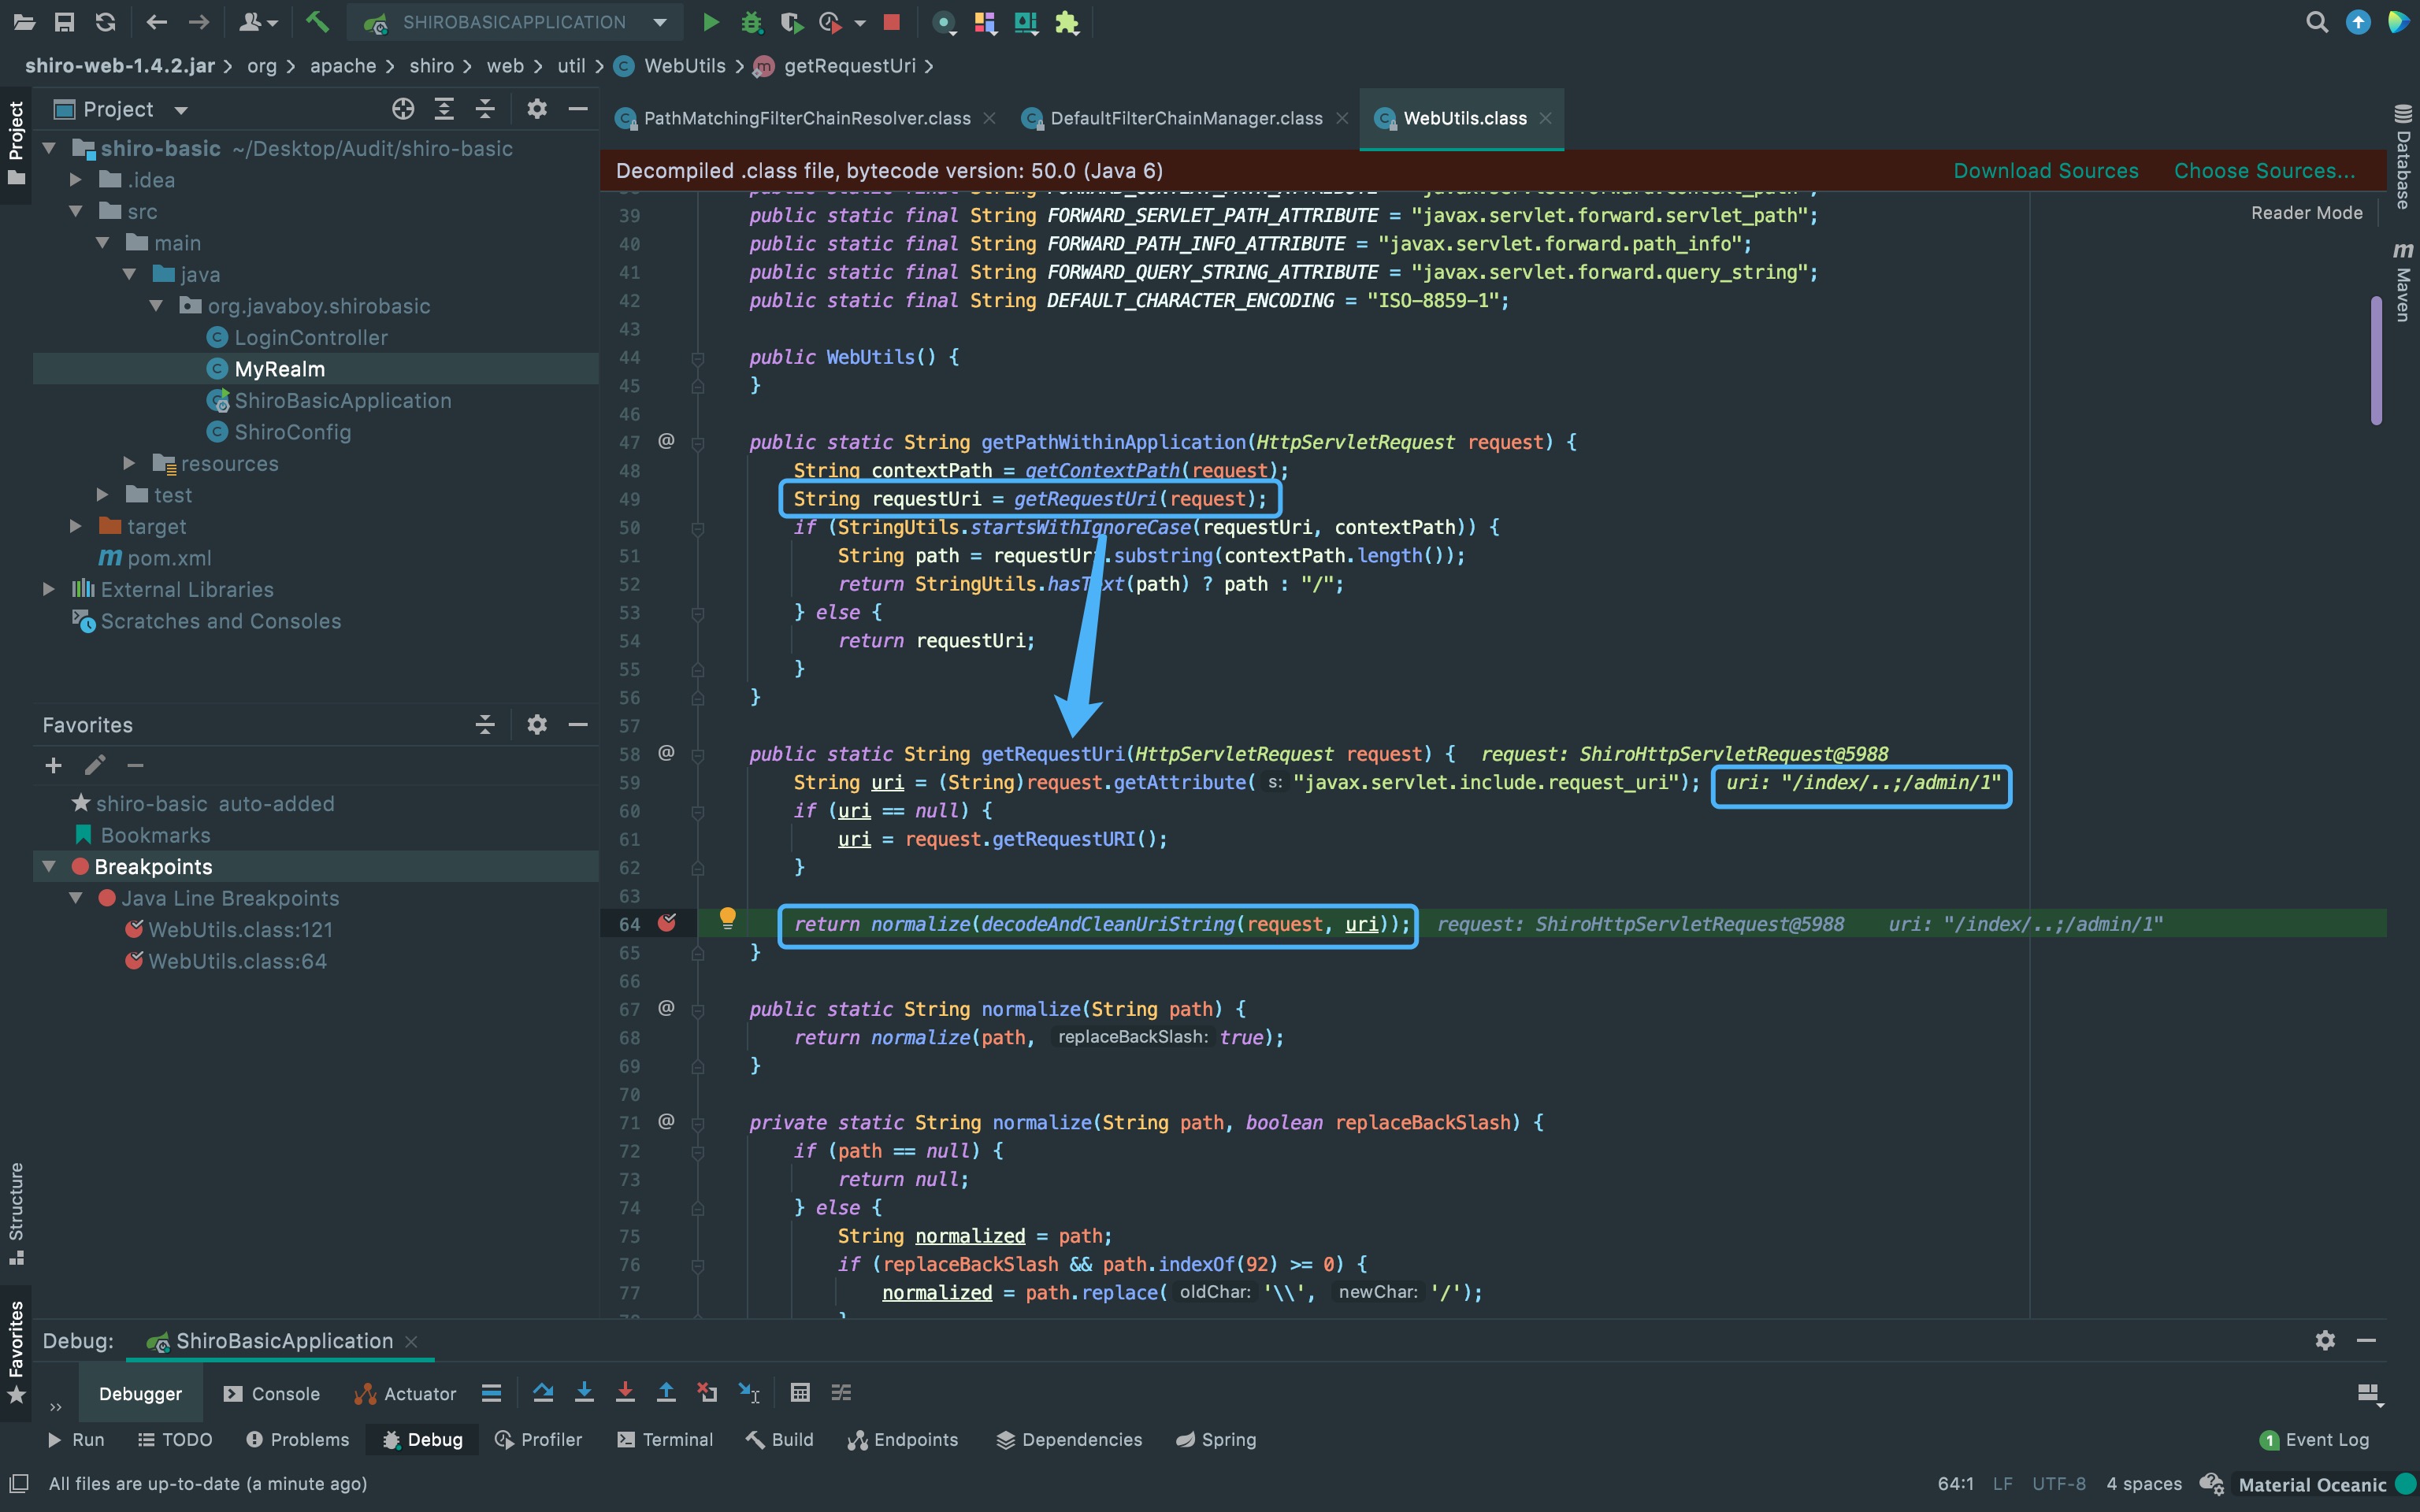 SHIROBASICAPPLICATION
shiro-web-1.4.2.jar > org > apache > shiro > web > util > WebUtils > getRequestUri >
Project
PathMatchingFilterChainResolver.class
DefaultFilterChainManager.class
WebUtils.class
Decompiled .class file, bytecode version: 50.0 (Java 6)
Download Sources
Choose Sources...
Reader Mode
Project
shiro-basic ~/Desktop/Audit/shiro-basic
.idea
src
main
java
org.javaboy.shirobasic
LoginController
MyRealm
ShiroBasicApplication
ShiroConfig
resources
test
target
pom.xml
External Libraries
Scratches and Consoles
Favorites
shiro-basic auto-added
Bookmarks
Breakpoints
Java Line Breakpoints
WebUtils.class:121
WebUtils.class:64
Structure
Favorites
39 public static final String FORWARD_SERVLET_PATH_ATTRIBUTE = "javax.servlet.forward.servlet_path";
40 public static final String FORWARD_PATH_INFO_ATTRIBUTE = "javax.servlet.forward.path_info";
41 public static final String FORWARD_QUERY_STRING_ATTRIBUTE = "javax.servlet.forward.query_string";
42 public static final String DEFAULT_CHARACTER_ENCODING = "ISO-8859-1";
43
44 public WebUtils() {
45 }
46
47 @ public static String getPathWithinApplication(HttpServletRequest request) {
48 String contextPath = getContextPath(request);
49 String requestUri = getRequestUri(request);
50 if (StringUtils.startsWithIgnoreCase(requestUri, contextPath)) {
51 String path = requestUri.substring(contextPath.length());
52 return StringUtils.hasText(path) ? path : "/";
53 } else {
54 return requestUri;
55 }
56 }
57
58 @ public static String getRequestUri(HttpServletRequest request) { request: ShiroHttpServletRequest@5988
59 String uri = (String)request.getAttribute( s: "javax.servlet.include.request_uri"); uri: "/index/..;/admin/1"
60 if (uri == null) {
61 uri = request.getRequestURI();
62 }
63
64 return normalize(decodeAndCleanUriString(request, uri)); request: ShiroHttpServletRequest@5988 uri: "/index/..;/admin/1"
65 }
66
67 @ public static String normalize(String path) {
68 return normalize(path, replaceBackSlash: true);
69 }
70
71 @ private static String normalize(String path, boolean replaceBackSlash) {
72 if (path == null) {
73 return null;
74 } else {
75 String normalized = path;
76 if (replaceBackSlash && path.indexOf(92) >= 0) {
77 normalized = path.replace( oldChar: '\\', newChar: '/');
Database
Maven
Debug: ShiroBasicApplication
Debugger Console Actuator
Run TODO Problems Debug Profiler Terminal Build Endpoints Dependencies Spring 1 Event Log
All files are up-to-date (a minute ago) 64:1 LF UTF-8 4 spaces Material Oceanic